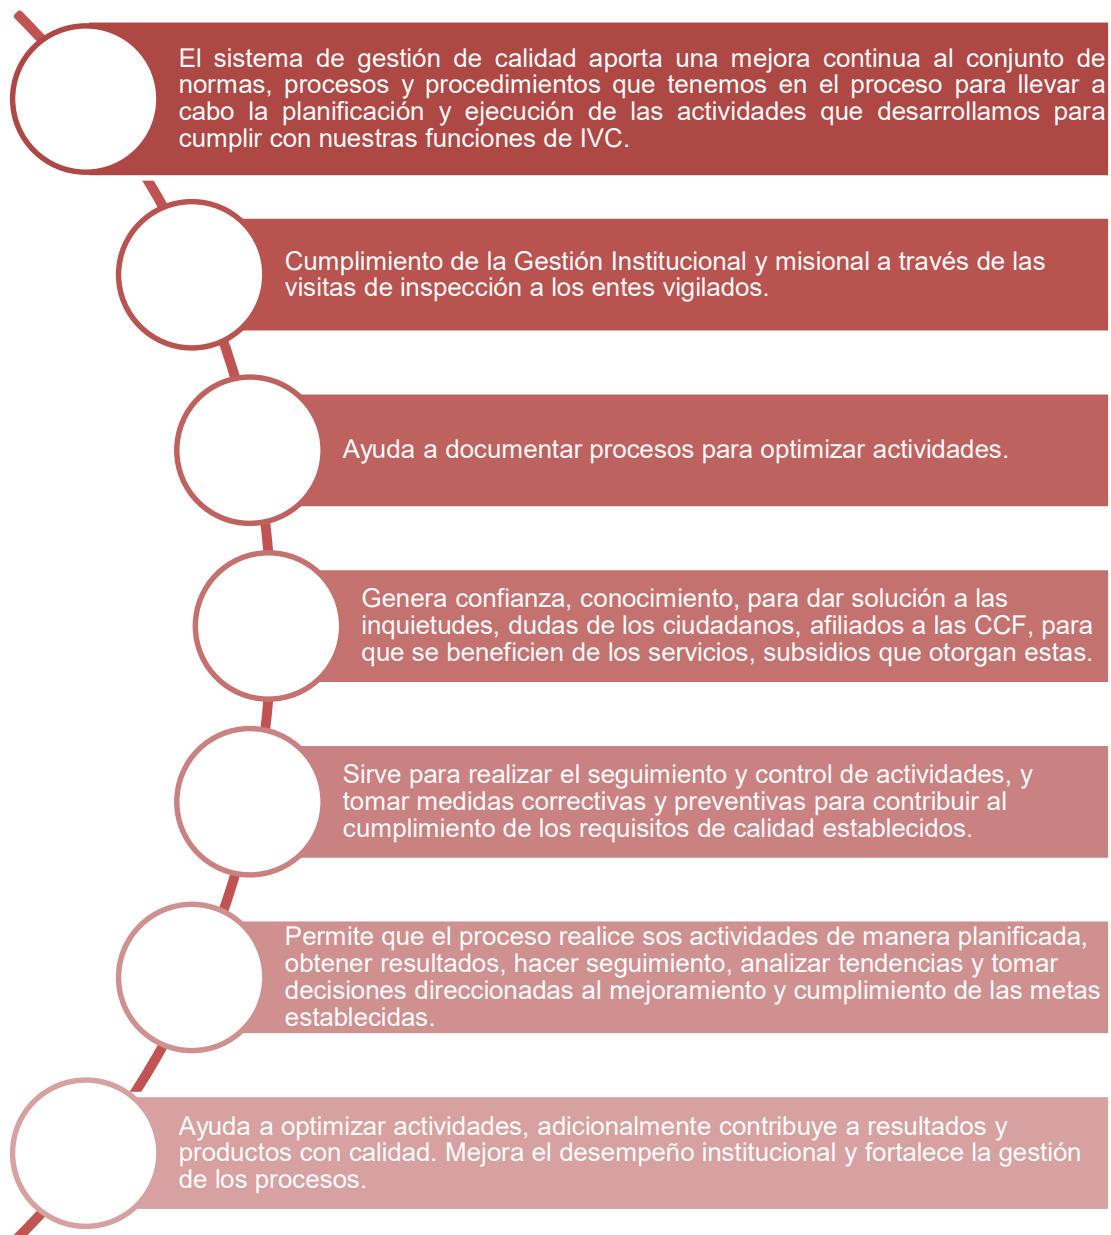 El sistema de gestión de calidad aporta una mejora continua al conjunto de
normas, procesos y procedimientos que tenemos en el proceso para llevar a
cabo la planificación y ejecución de las actividades que desarrollamos para
cumplir con nuestras funciones de IVC.
Cumplimiento de la Gestión Institucional y misional a través de las
visitas de inspección a los entes vigilados.
Ayuda a documentar procesos para optimizar actividades.
Genera confianza, conocimiento, para dar solución a las
inquietudes, dudas de los ciudadanos, afiliados a las CCF, para
que se beneficien de los servicios, subsidios que otorgan estas.
Sirve para realizar el seguimiento y control de actividades, y
tomar medidas correctivas y preventivas para contribuir al
cumplimiento de los requisitos de calidad establecidos.
Permite que el proceso realice sos actividades de manera planificada,
obtener resultados, hacer seguimiento, analizar tendencias y tomar
decisiones direccionadas al mejoramiento y cumplimiento de las metas
establecidas.
Ayuda a optimizar actividades, adicionalmente contribuye a resultados y
productos con calidad. Mejora el desempeño institucional y fortalece la gestión
de los procesos.